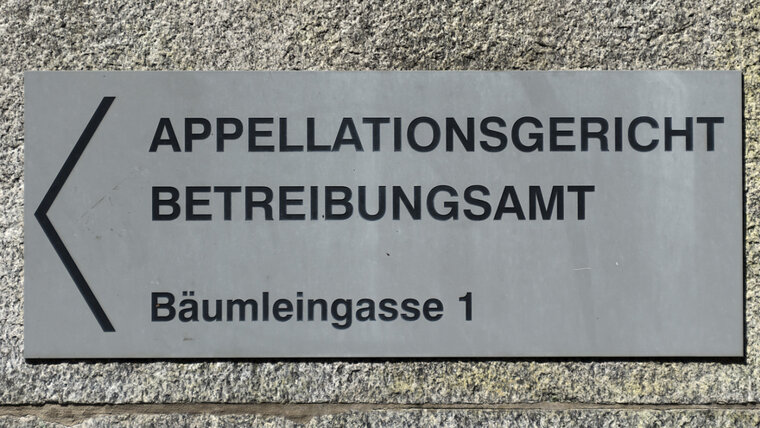 APPELLATIONSGERICHT
BETREIBUNGSAMT
Bäumleingasse 1